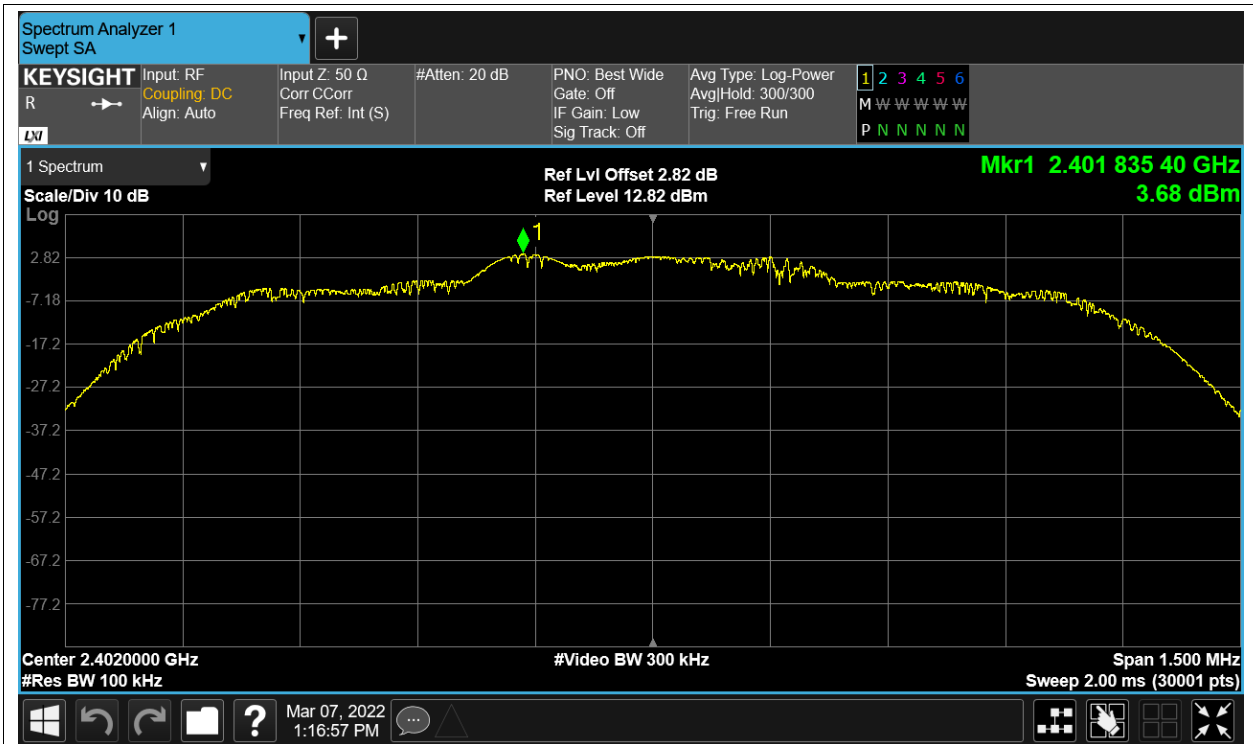 Spectrum Analyzer 1
Swept SA
KEYSIGHT
R
LXI
Input: RF
Coupling: DC
Align: Auto
Input Z: 50 Ω
Corr CCorr
Freq Ref: Int (S)
#Atten: 20 dB
PNO: Best Wide
Gate: Off
IF Gain: Low
Sig Track: Off
Avg Type: Log-Power
Avg|Hold: 300/300
Trig: Free Run
1 2 3 4 5 6
M W W W W W
P N N N N N
1 Spectrum
Scale/Div 10 dB
Ref Lvl Offset 2.82 dB
Ref Level 12.82 dBm
Mkr1 2.401 835 40 GHz
3.68 dBm
Log
1
2.82
-7.18
-17.2
-27.2
-37.2
-47.2
-57.2
-67.2
-77.2
Center 2.4020000 GHz
#Video BW 300 kHz
Span 1.500 MHz
#Res BW 100 kHz
Sweep 2.00 ms (30001 pts)
?
Mar 07, 2022
1:16:57 PM